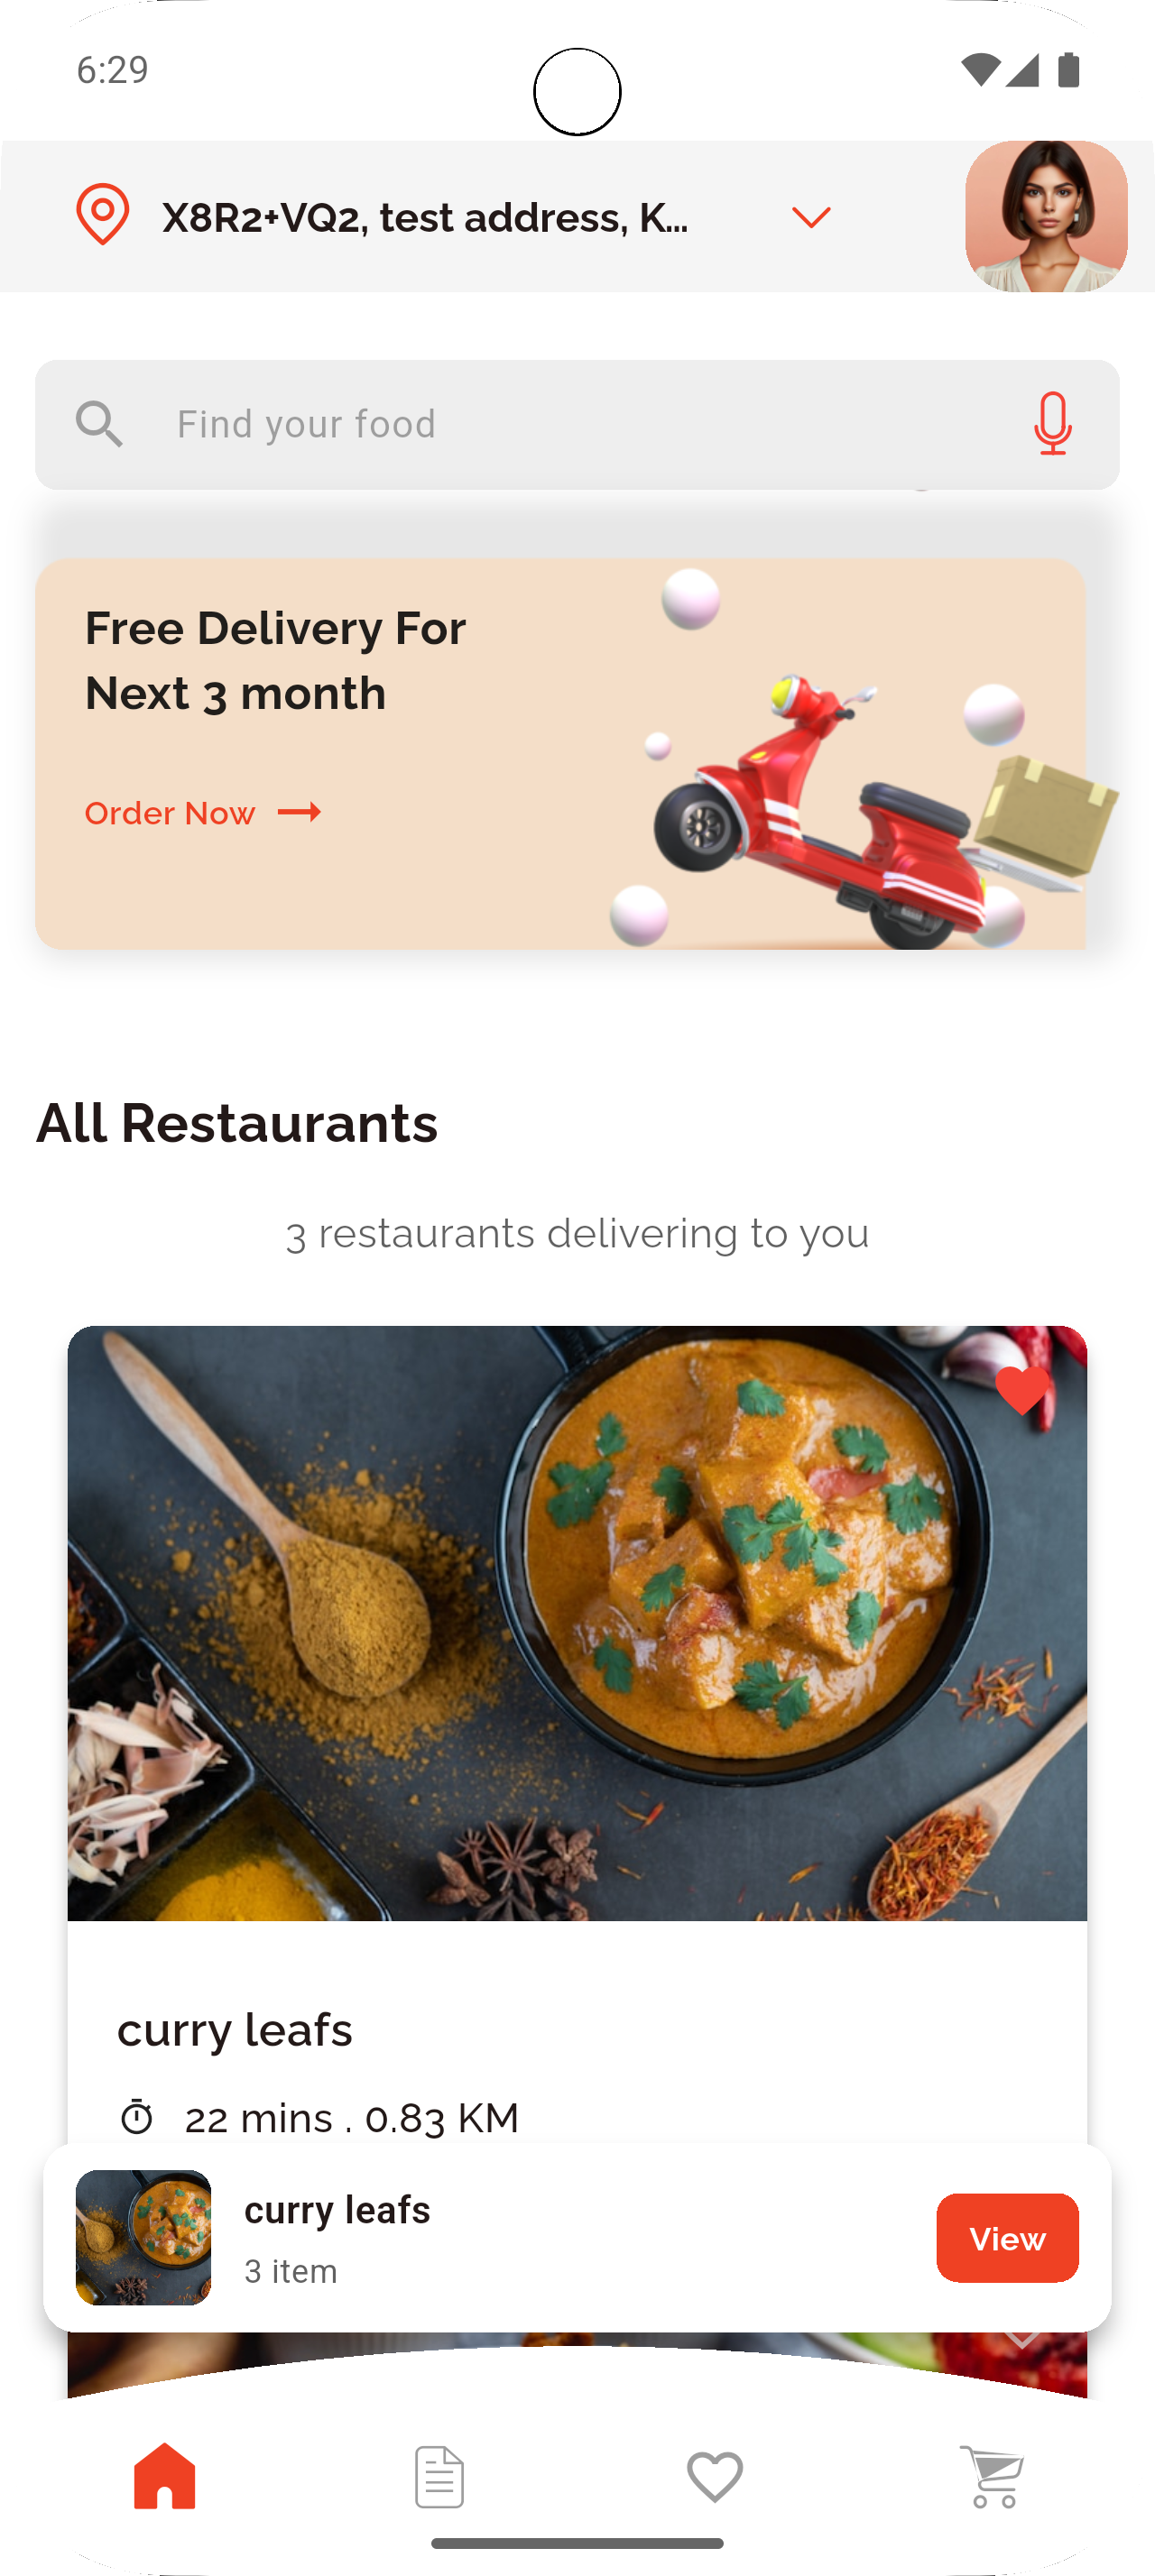 6:29
X8R2+VQ2, test address, K...
Find your food
Free Delivery For
Next 3 month
Order Now
All Restaurants
3 restaurants delivering to you
curry leafs
22 mins . 0.83 KM
curry leafs
3 item
View